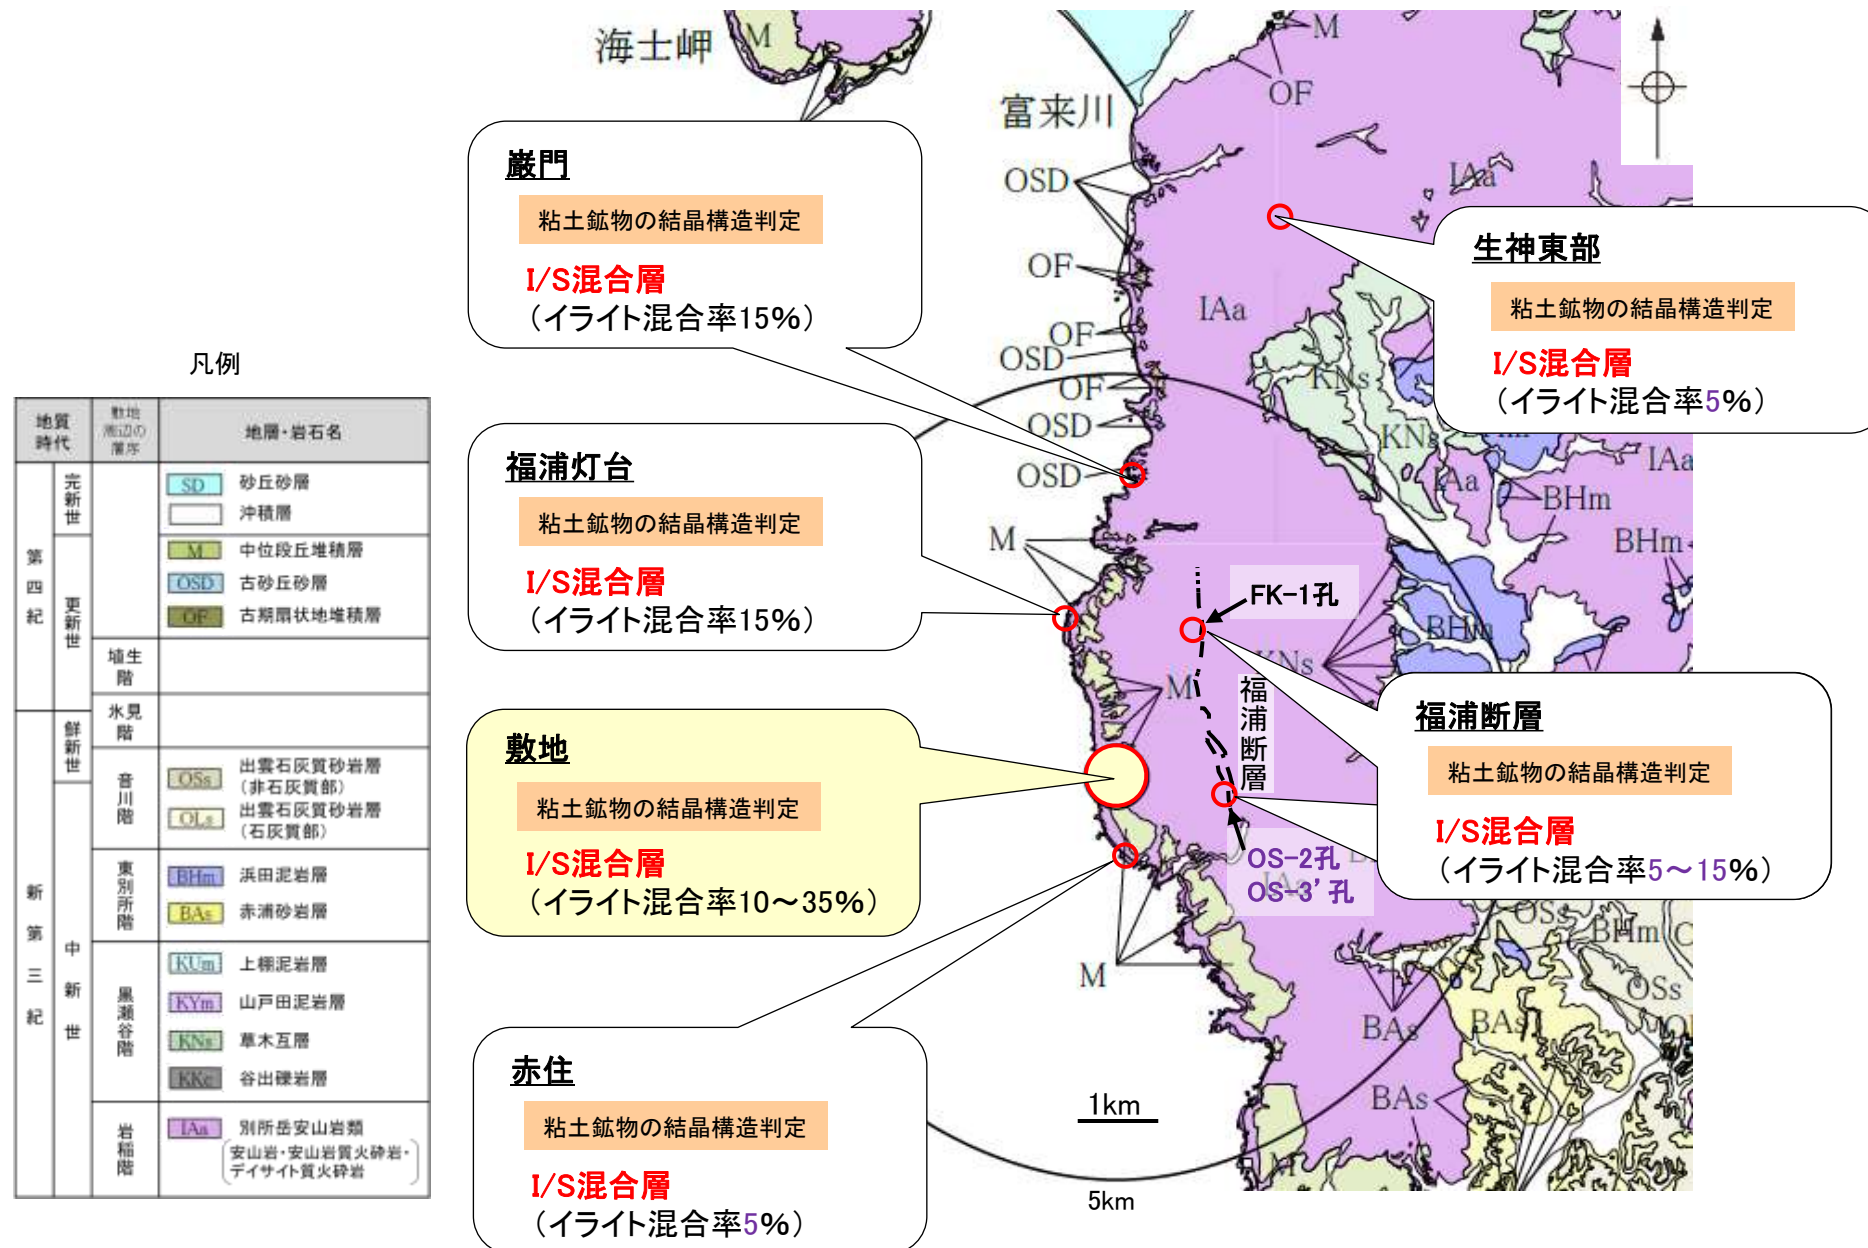 海士岬
M
富来川
M
OF
OSD
IAa
OF
IAa
OF
OSD
OF
OSD
OSD
M
KNs
KNs
IAa
IAa
BHm
BHm
BHm
KNs
M
M
IAa
OSs
BHm
OSs
BAs
BAs
BAs
M
厳門
粘土鉱物の結晶構造判定
I/S混合層
（イライト混合率15%）
福浦灯台
粘土鉱物の結晶構造判定
I/S混合層
（イライト混合率15%）
敷地
粘土鉱物の結晶構造判定
I/S混合層
（イライト混合率10～35%）
赤住
粘土鉱物の結晶構造判定
I/S混合層
（イライト混合率5%）
生神東部
粘土鉱物の結晶構造判定
I/S混合層
（イライト混合率5%）
福浦断層
粘土鉱物の結晶構造判定
I/S混合層
（イライト混合率5～15%）
FK-1孔
福浦断層
OS-2孔
OS-3’孔
1km
5km
凡例
地質時代
敷地周辺の層序
地層・岩石名
第四紀
完新世
SD 砂丘砂層
沖積層
更新世
M 中位段丘堆積層
OSD 古砂丘砂層
OF 古期扇状地堆積層
埴生階
新第三紀
鮮新世
氷見階
中新世
音川階
OSs 出雲石灰質砂岩層
（非石灰質部）
OLs 出雲石灰質砂岩層
（石灰質部）
東別所階
BHm 浜田泥岩層
BAs 赤浦砂岩層
黒瀬谷階
KUm 上棚泥岩層
KYm 山戸田泥岩層
KNs 草木互層
KKc 谷出礫岩層
岩稲階
IAa 別所岳安山岩類
安山岩・安山岩質火砕岩・
デイサイト質火砕岩